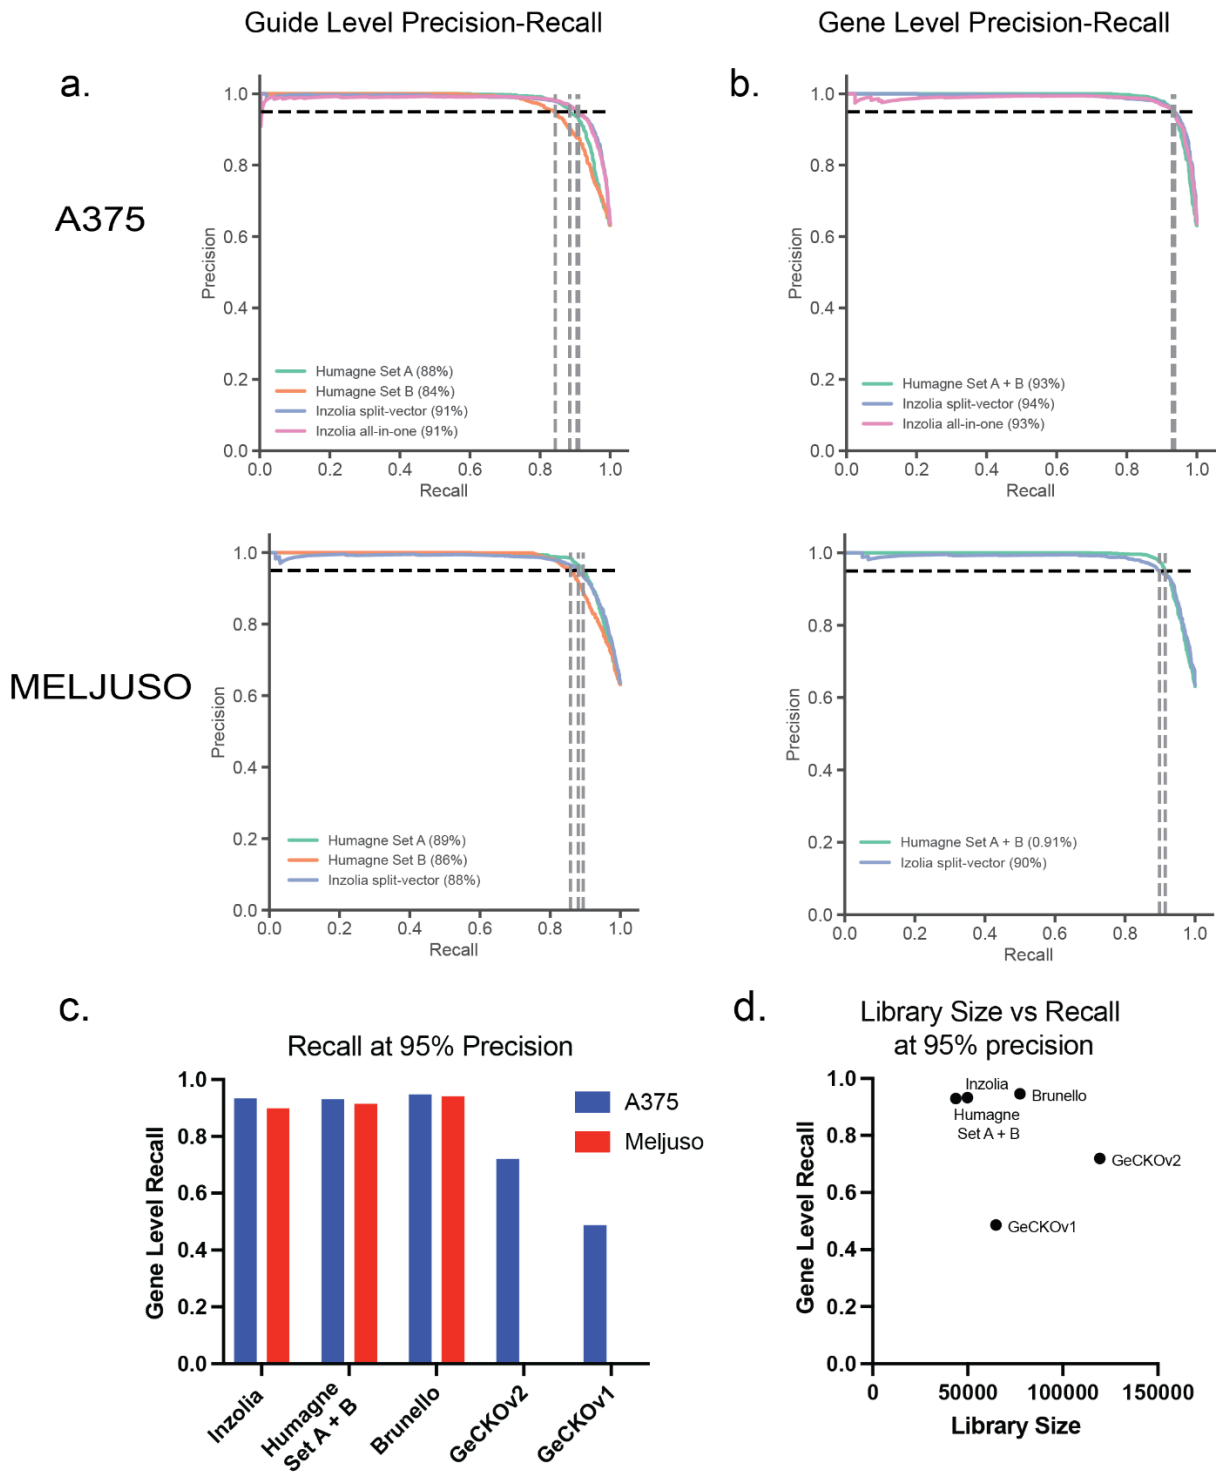 Guide Level Precision-Recall
Gene Level Precision-Recall
a.
b.
A375
1.0
0.8
0.6
0.4
0.2
0.0
Precision
Humagne Set A (88%)
Humagne Set B (84%)
Inzolia split-vector (91%)
Inzolia all-in-one (91%)
0.0 0.2 0.4 0.6 0.8 1.0
Recall
1.0
0.8
0.6
0.4
0.2
0.0
Precision
Humagne Set A + B (93%)
Inzolia split-vector (94%)
Inzolia all-in-one (93%)
0.0 0.2 0.4 0.6 0.8 1.0
Recall
MELJUSO
1.0
0.8
0.6
0.4
0.2
0.0
Precision
Humagne Set A (89%)
Humagne Set B (86%)
Inzolia split-vector (88%)
0.0 0.2 0.4 0.6 0.8 1.0
Recall
1.0
0.8
0.6
0.4
0.2
0.0
Precision
Humagne Set A + B (0.91%)
Izolia split-vector (90%)
0.0 0.2 0.4 0.6 0.8 1.0
Recall
c.
Recall at 95% Precision
1.0
0.8
0.6
0.4
0.2
0.0
Gene Level Recall
A375
Meljuso
Inzolia
Humagne
Set A + B
Brunello
GeCKOv2
GeCKOv1
d.
Library Size vs Recall
at 95% precision
1.0
0.8
0.6
0.4
0.2
0.0
Gene Level Recall
Inzolia
Brunello
Humagne
Set A + B
GeCKOv2
GeCKOv1
0 50000 100000 150000
Library Size